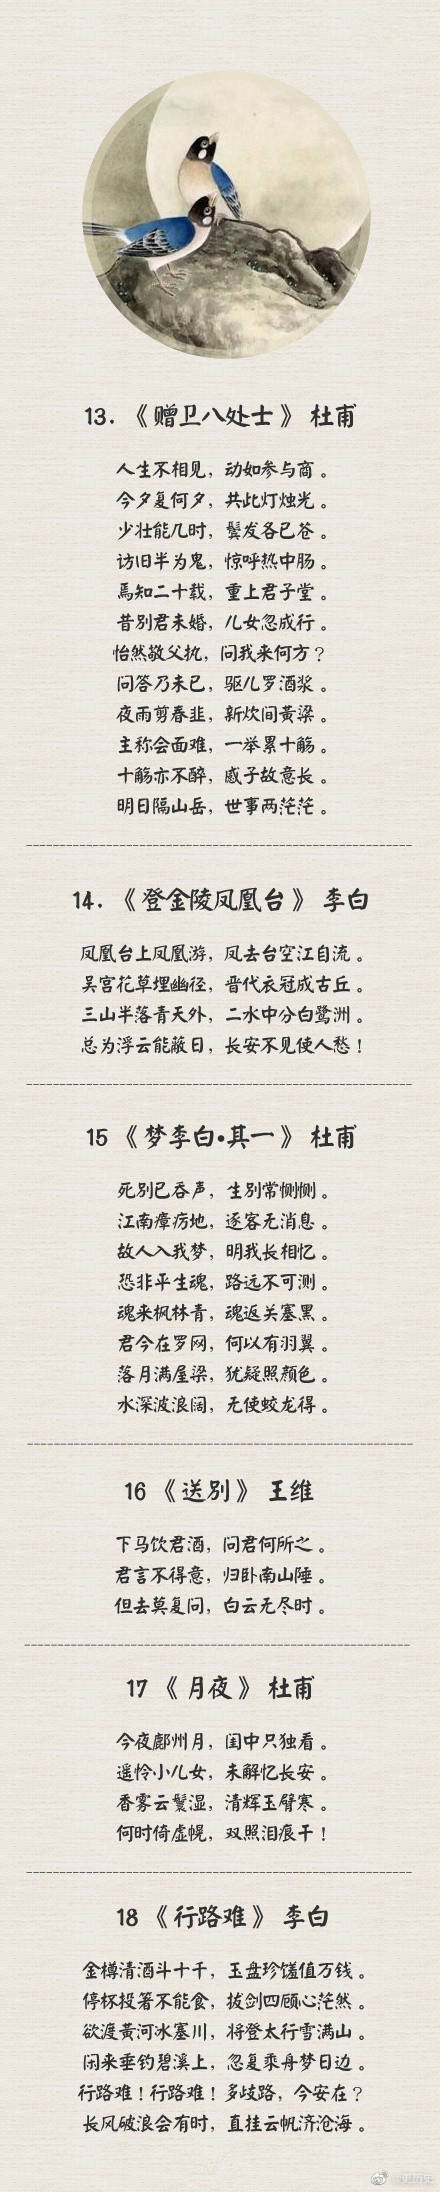 13. 《赠卫八处士》 杜甫
人生不相见，动如参与商。
今夕复何夕，共此灯烛光。
少壮能几时，鬓发各已苍。
访旧半为鬼，惊呼热中肠。
焉知二十载，重上君子堂。
昔别君未婚，儿女忽成行。
怡然敬父执，问我来何方？
问答乃未已，驱儿罗酒浆。
夜雨剪春韭，新炊间黄粱。
主称会面难，一举累十觞。
十觞亦不醉，感子故意长。
明日隔山岳，世事两茫茫。
14. 《登金陵凤凰台》 李白
凤凰台上凤凰游，凤去台空江自流。
吴宫花草埋幽径，晋代衣冠成古丘。
三山半落青天外，二水中分白鹭洲。
总为浮云能蔽日，长安不见使人愁！
15 《梦李白·其一》 杜甫
死别已吞声，生别常恻恻。
江南瘴疠地，逐客无消息。
故人入我梦，明我长相忆。
恐非平生魂，路远不可测。
魂来枫林青，魂返关塞黑。
君今在罗网，何以有羽翼。
落月满屋梁，犹疑照颜色。
水深波浪阔，无使蛟龙得。
16 《送别》 王维
下马饮君酒，问君何所之。
君言不得意，归卧南山陲。
但去莫复问，白云无尽时。
17 《月夜》 杜甫
今夜鄜州月，闺中只独看。
遥怜小儿女，未解忆长安。
香雾云鬟湿，清辉玉臂寒。
何时倚虚幌，双照泪痕干！
18 《行路难》 李白
金樽清酒斗十千，玉盘珍馐值万钱。
停杯投箸不能食，拔剑四顾心茫然。
欲渡黄河冰塞川，将登太行雪满山。
闲来垂钓碧溪上，忽复乘舟梦日边。
行路难！行路难！多歧路，今安在？
长风破浪会有时，直挂云帆济沧海。